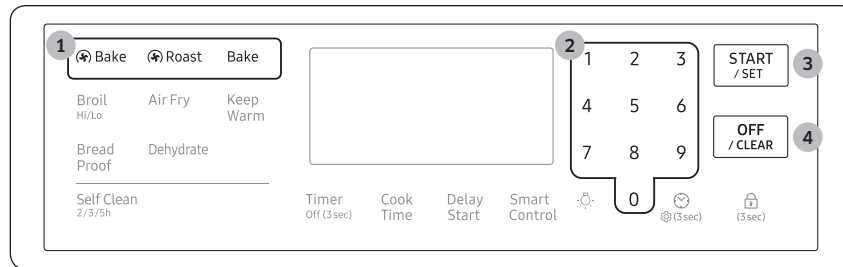 1
Bake Roast Bake
2
1 2 3
START
/ SET
3
Broil
Hi/Lo
Air Fry
Keep
Warm
4 5 6
OFF
/ CLEAR
4
Bread
Proof
Dehydrate
7 8 9
Self Clean
2/3/5h
Timer
Off (3 sec)
Cook
Time
Delay
Start
Smart
Control
0
(3 sec)
(3 sec)